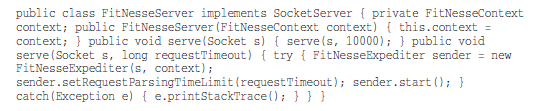 public class FitNesseServer implements SocketServer { private FitNesseContext
context; public FitNesseServer(FitNesseContext context) { this.context =
context; } public void serve(Socket s) { serve(s, 10000); } public void
serve(Socket s, long requestTimeout) { try { FitNesseExpediter sender = new
FitNesseExpediter(s, context);
sender.setRequestParsingTimeLimit(requestTimeout); sender.start(); }
catch(Exception e) { e.printStackTrace(); } } }